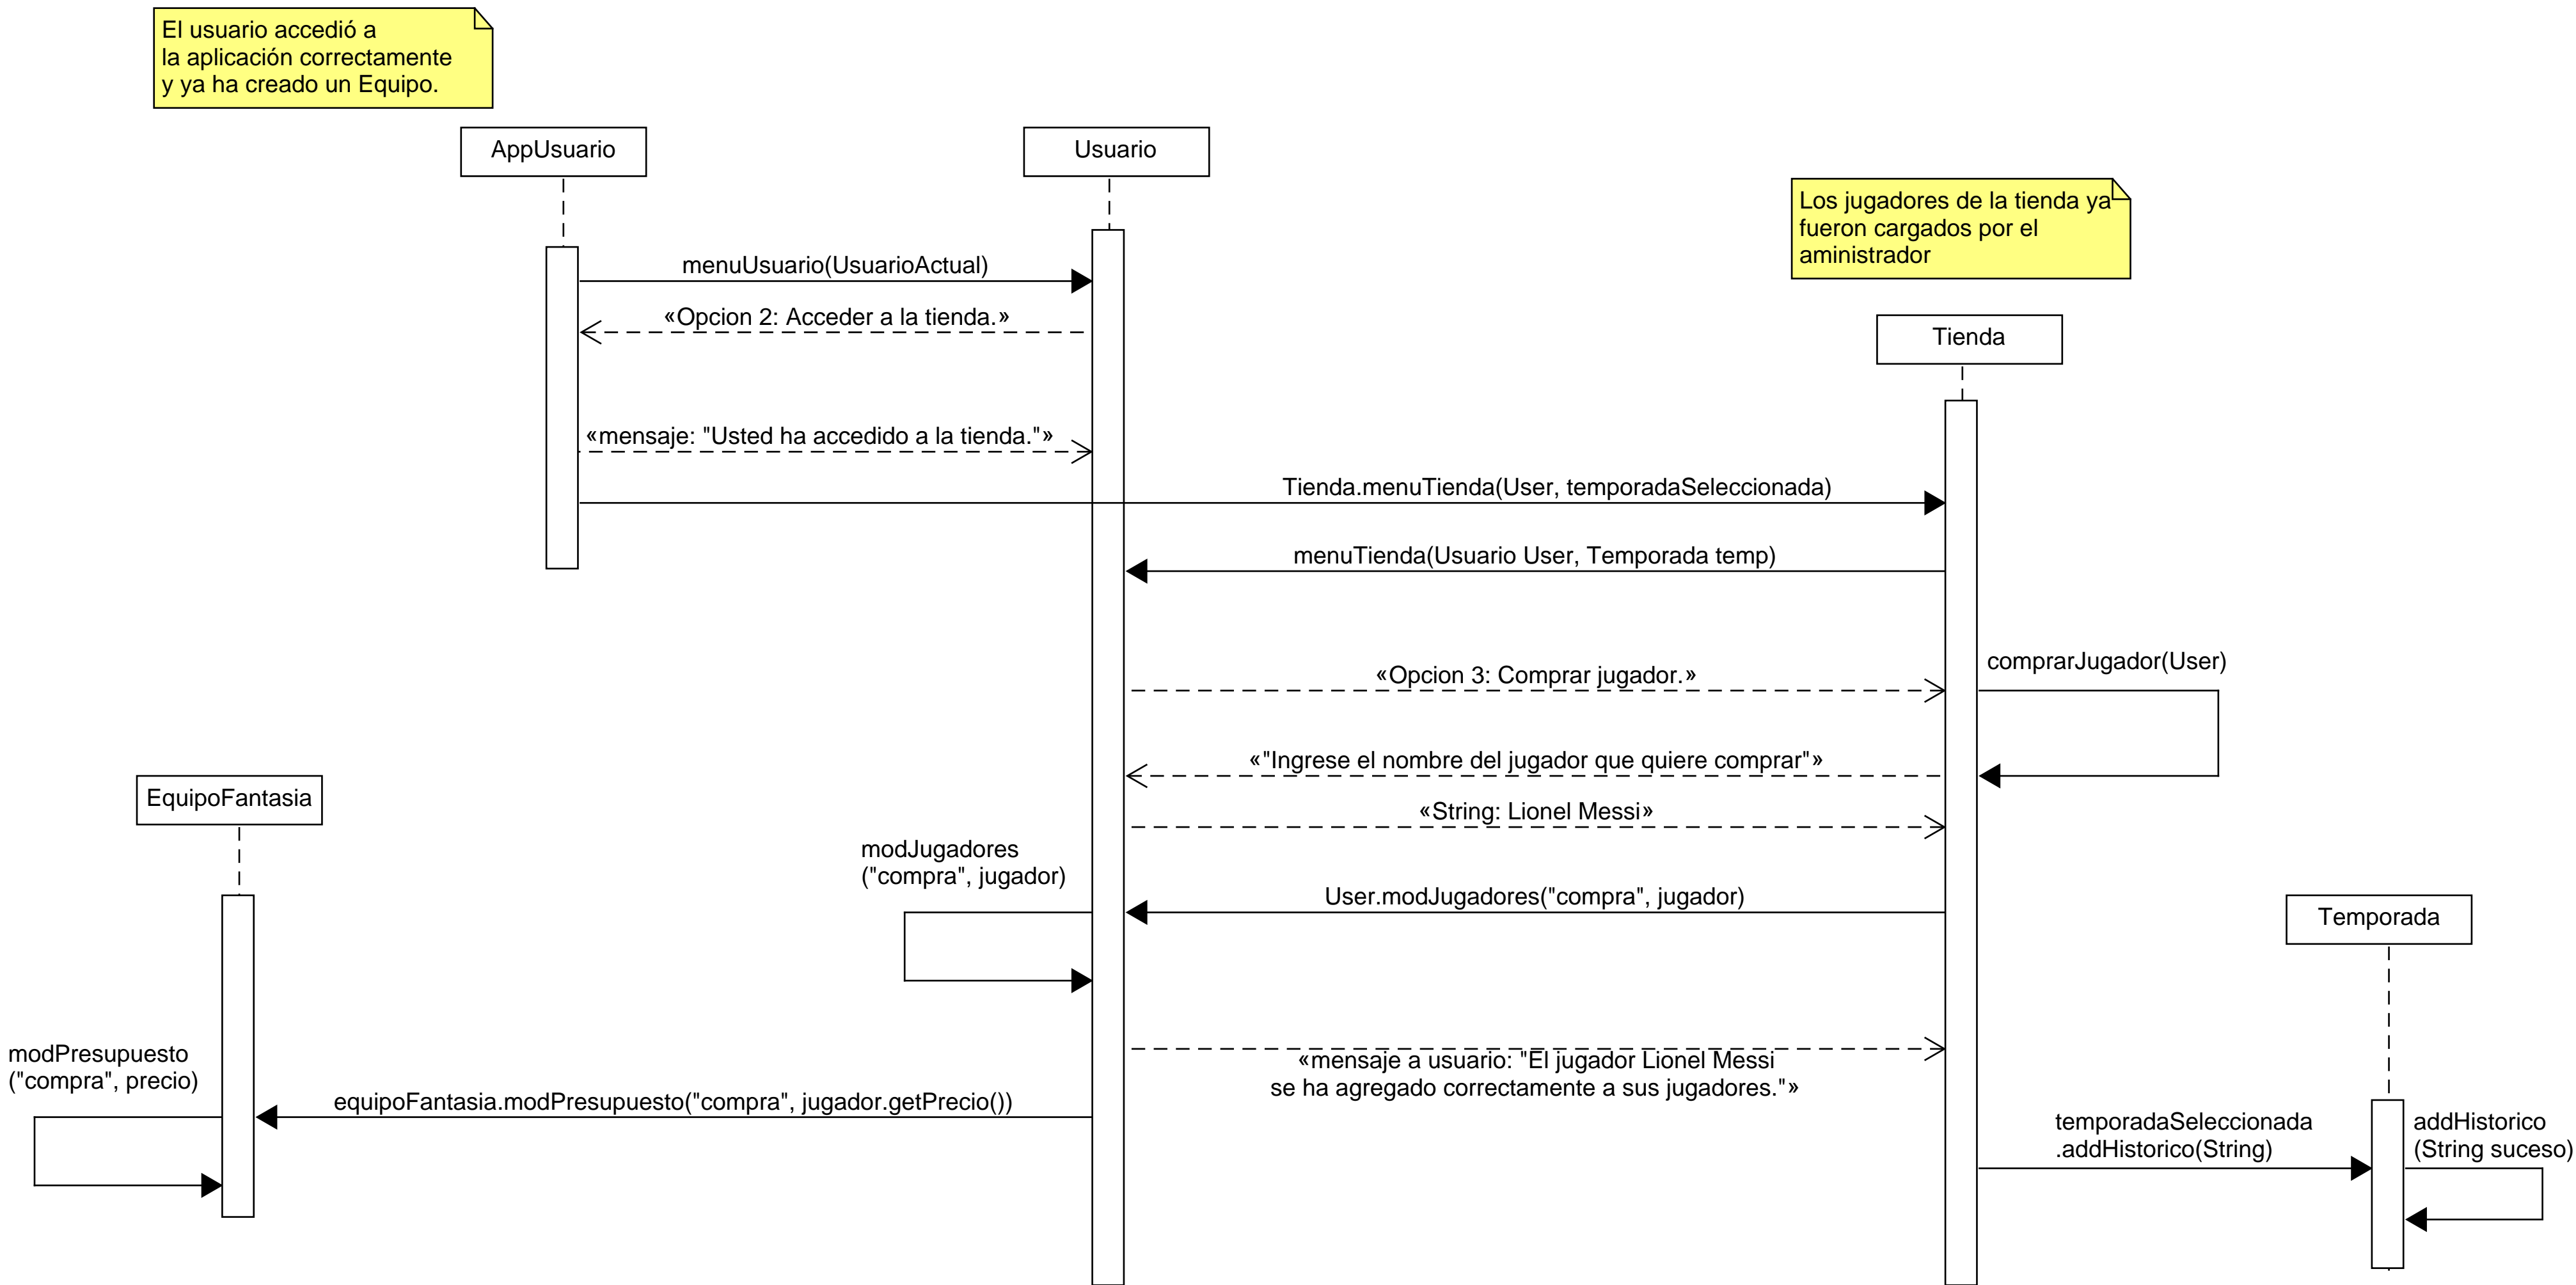 El usuario accedió a
la aplicación correctamente
y ya ha creado un Equipo.
AppUsuario
Usuario
Los jugadores de la tienda ya
fueron cargados por el
aministrador
menuUsuario(UsuarioActual)
«Opcion 2: Acceder a la tienda.»
Tienda
«mensaje: "Usted ha accedido a la tienda."»
Tienda.menuTienda(User, temporadaSeleccionada)
menuTienda(Usuario User, Temporada temp)
«Opcion 3: Comprar jugador.»
comprarJugador(User)
«"Ingrese el nombre del jugador que quiere comprar"»
EquipoFantasia
«String: Lionel Messi»
modJugadores
("compra", jugador)
User.modJugadores("compra", jugador)
Temporada
modPresupuesto
("compra", precio)
«mensaje a usuario: "El jugador Lionel Messi
se ha agregado correctamente a sus jugadores."»
equipoFantasia.modPresupuesto("compra", jugador.getPrecio())
temporadaSeleccionada
.addHistorico(String)
addHistorico
(String suceso)